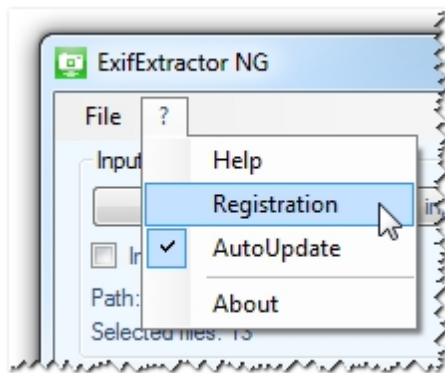 ExifExtractor NG
File ?
Input
Help
Registration
AutoUpdate
Path:
About
Selected files: 13